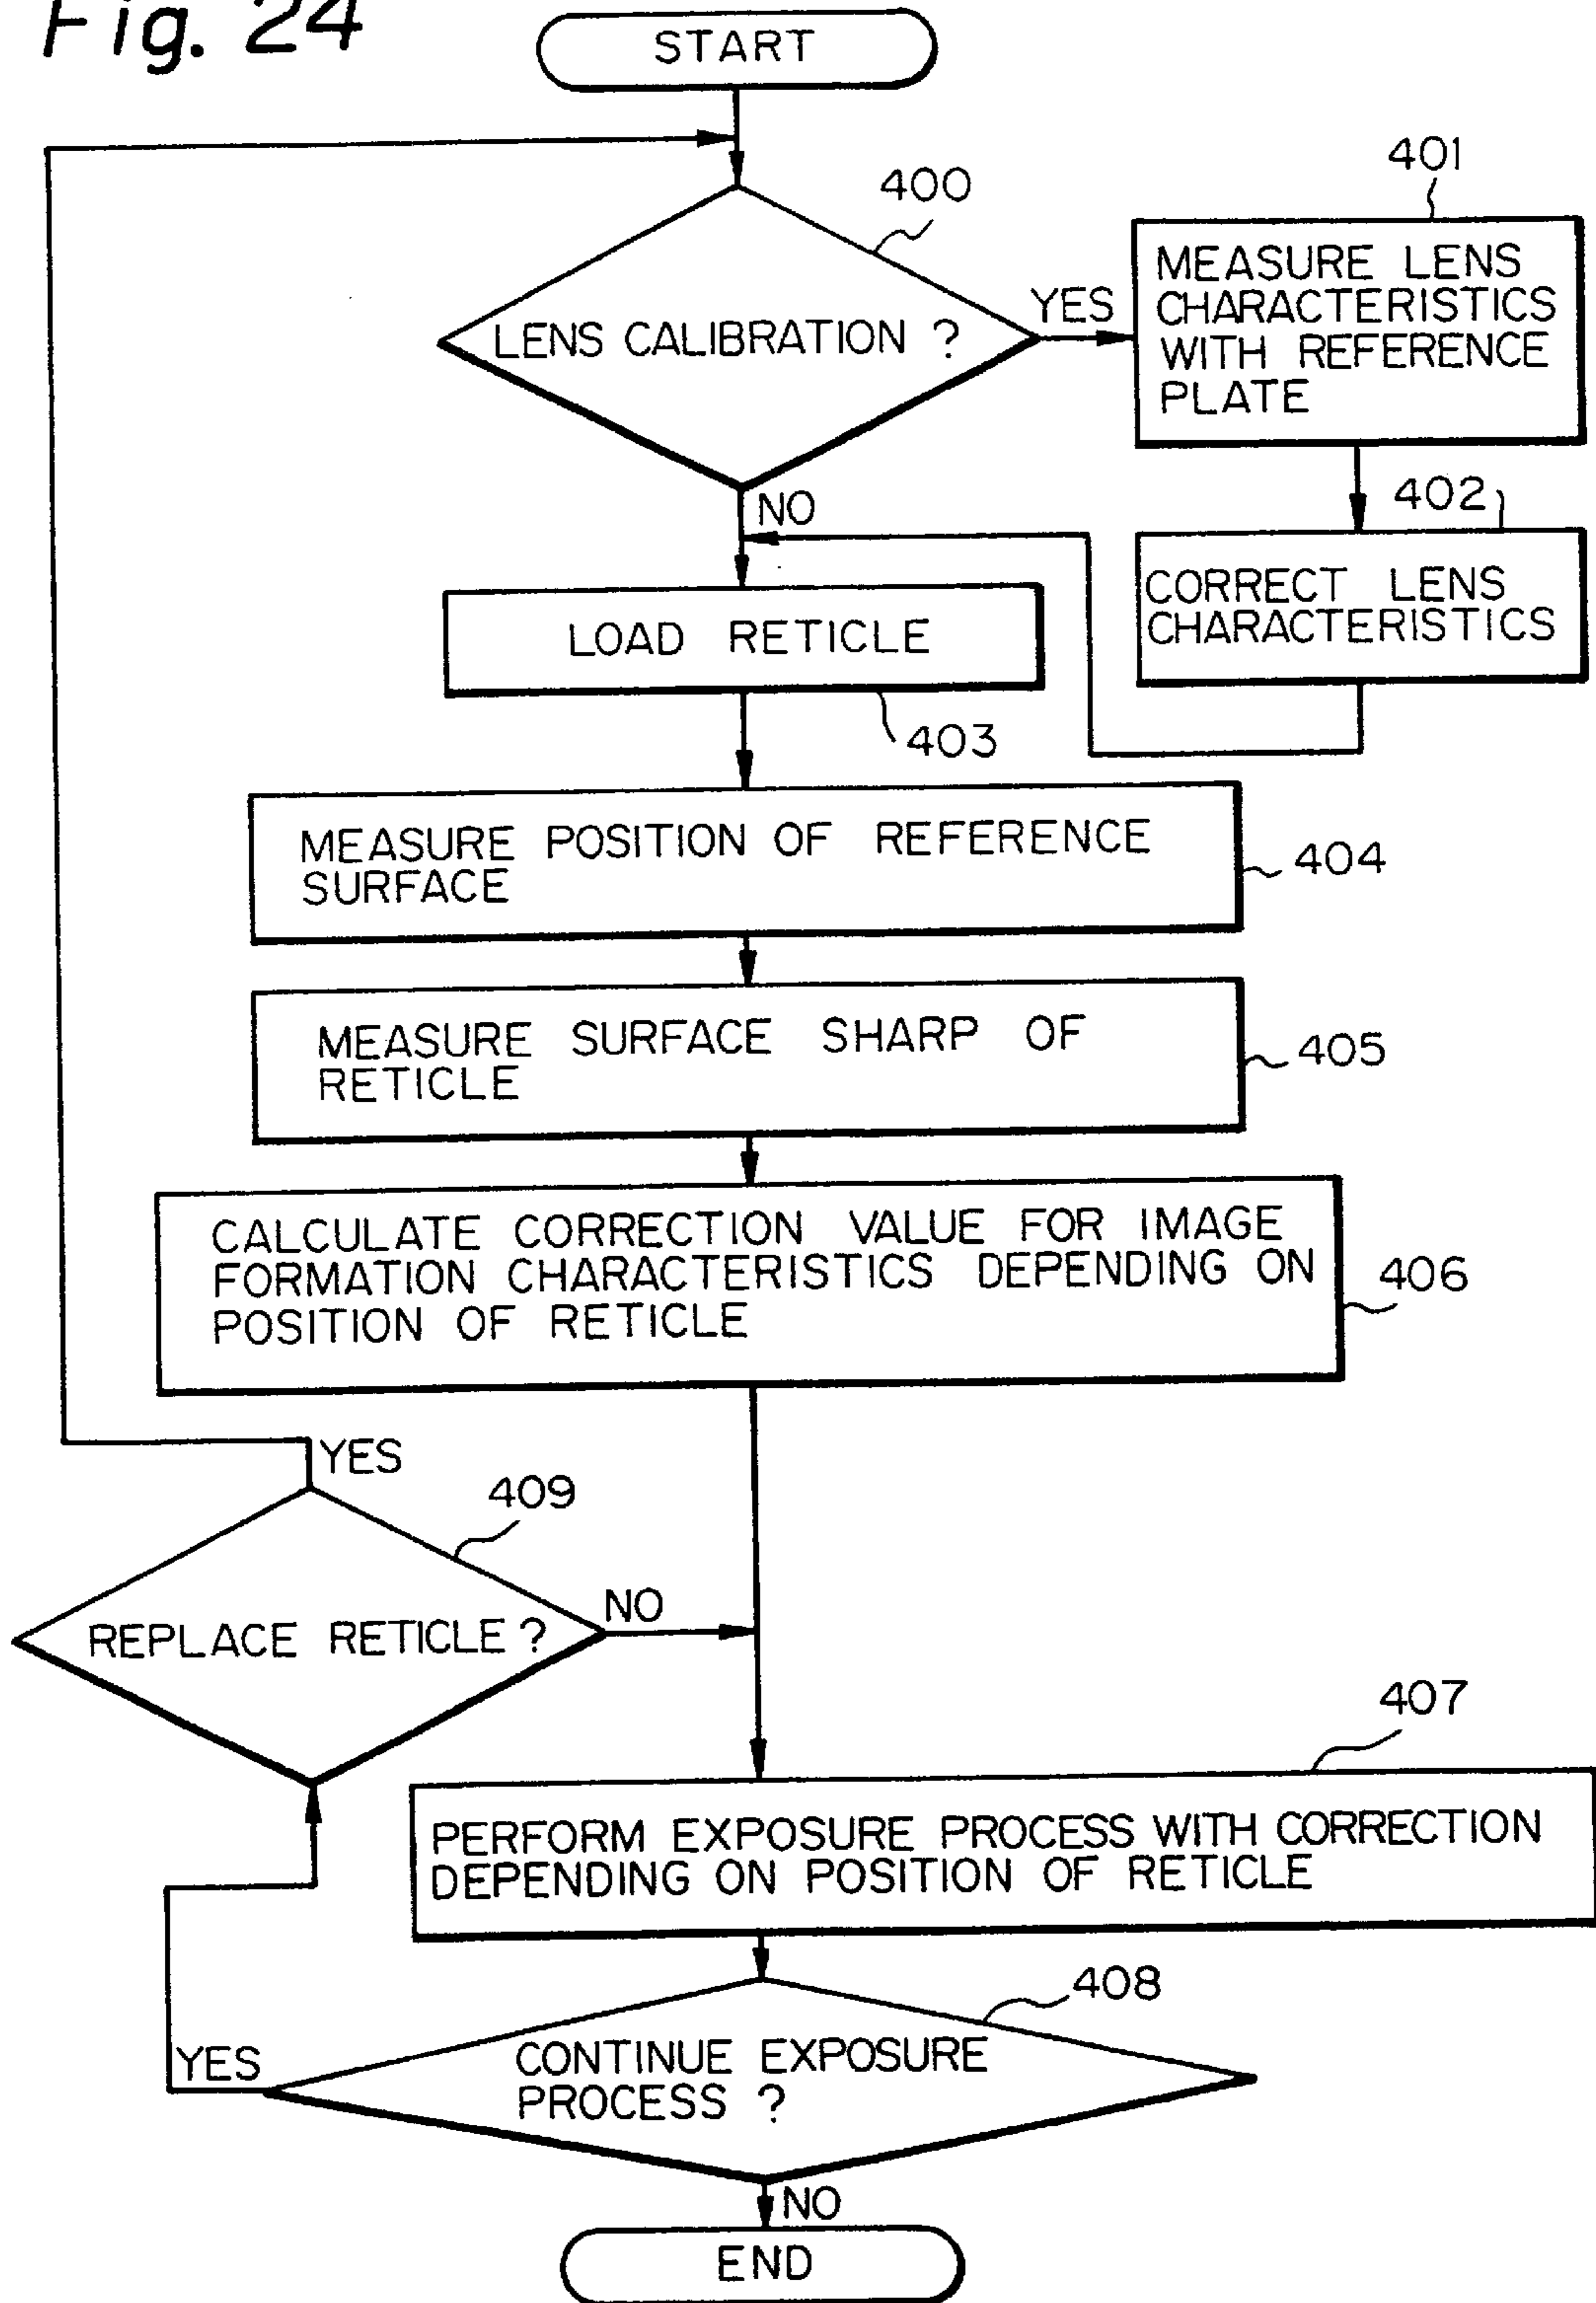 Fig. 24
START
400
LENS CALIBRATION ?
YES
401
MEASURE LENS
CHARACTERISTICS
WITH REFERENCE
PLATE
NO
402
CORRECT LENS
CHARACTERISTICS
LOAD RETICLE
403
MEASURE POSITION OF REFERENCE
SURFACE
404
MEASURE SURFACE SHARP OF
RETICLE
405
CALCULATE CORRECTION VALUE FOR IMAGE
FORMATION CHARACTERISTICS DEPENDING ON
POSITION OF RETICLE
406
YES
409
REPLACE RETICLE ?
NO
407
PERFORM EXPOSURE PROCESS WITH CORRECTION
DEPENDING ON POSITION OF RETICLE
408
CONTINUE EXPOSURE
PROCESS ?
YES
NO
END